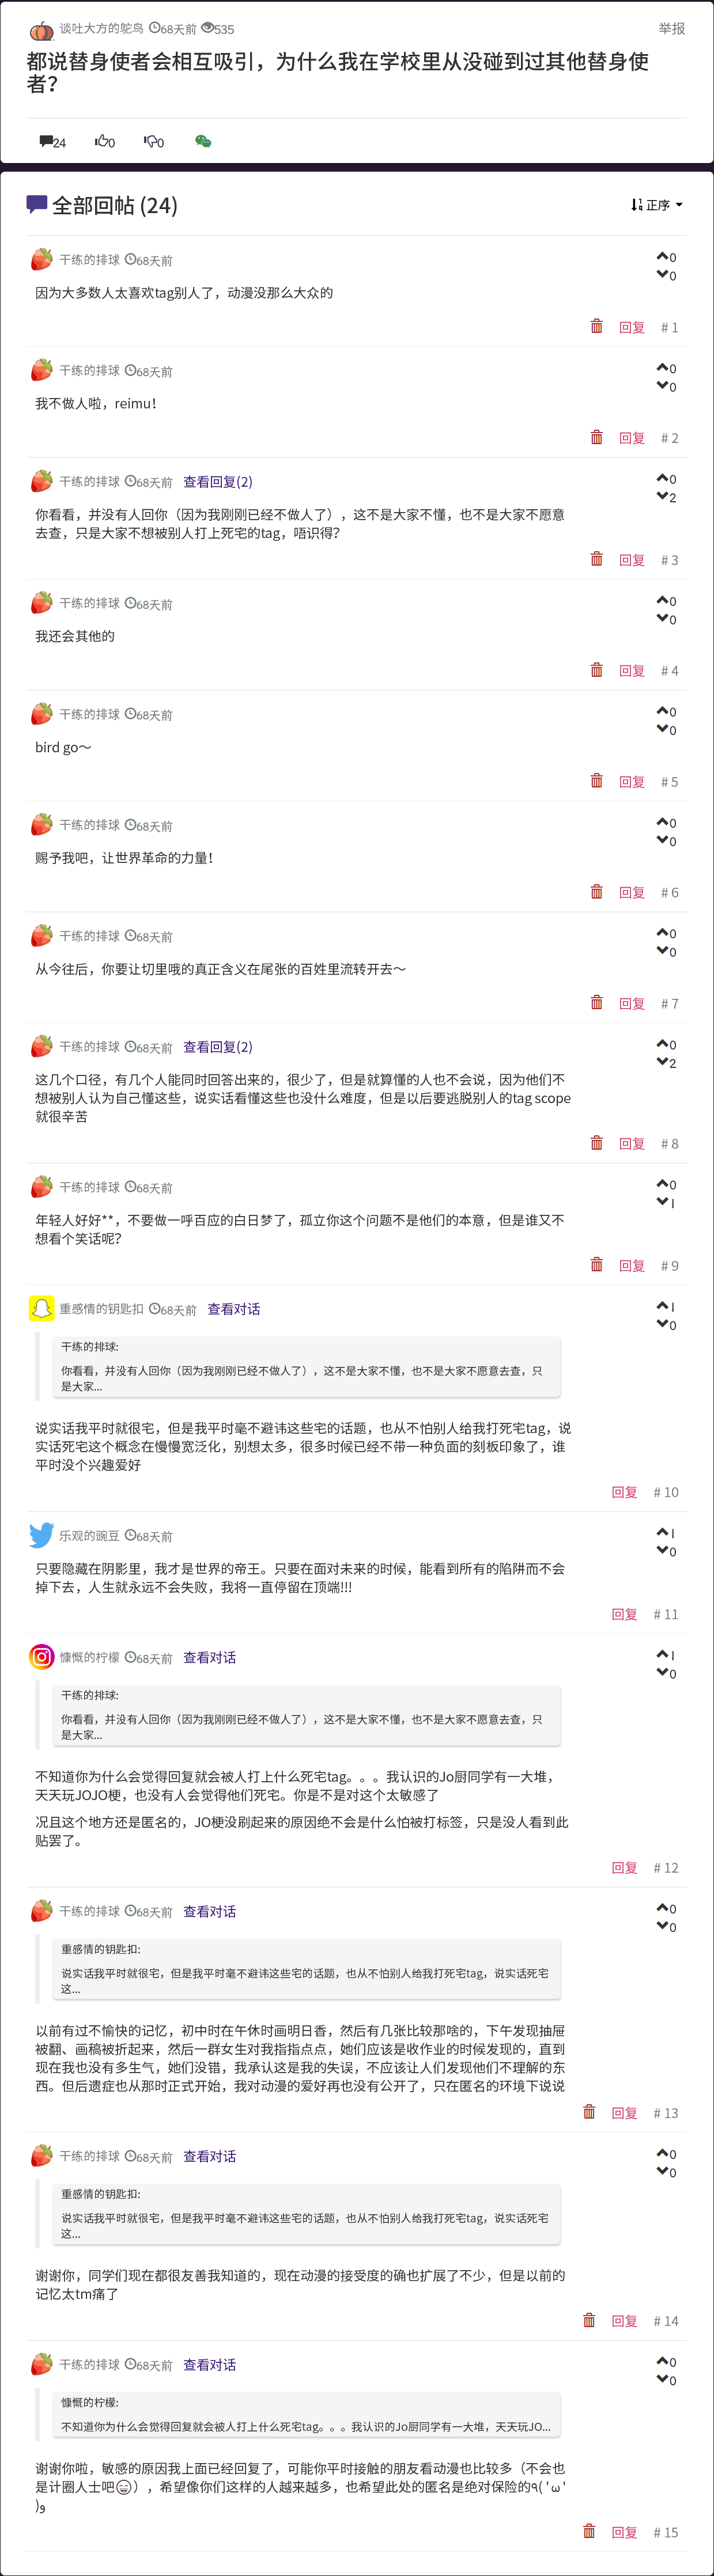 谈吐大方的鸵鸟 68天前 535 举报
都说替身使者会相互吸引，为什么我在学校里从没碰到过其他替身使
者？
24 0 0
全部回帖 (24) 正序
干练的排球 68天前 0
0
因为大多数人太喜欢tag别人了，动漫没那么大众的
回复 # 1
干练的排球 68天前 0
0
我不做人啦，reimu！
回复 # 2
干练的排球 68天前 查看回复(2) 0
2
你看看，并没有人回你（因为我刚刚已经不做人了），这不是大家不懂，也不是大家不愿意
去查，只是大家不想被别人打上死宅的tag，唔识得？
回复 # 3
干练的排球 68天前 0
0
我还会其他的
回复 # 4
干练的排球 68天前 0
0
bird go～
回复 # 5
干练的排球 68天前 0
0
赐予我吧，让世界革命的力量！
回复 # 6
干练的排球 68天前 0
0
从今往后，你要让切里哦的真正含义在尾张的百姓里流转开去～
回复 # 7
干练的排球 68天前 查看回复(2) 0
2
这几个口径，有几个人能同时回答出来的，很少了，但是就算懂的人也不会说，因为他们不
想被别人认为自己懂这些，说实话看懂这些也没什么难度，但是以后要逃脱别人的tag scope
就很辛苦
回复 # 8
干练的排球 68天前 0
1
年轻人好好**，不要做一呼百应的白日梦了，孤立你这个问题不是他们的本意，但是谁又不
想看个笑话呢？
回复 # 9
重感情的钥匙扣 68天前 查看对话 1
0
干练的排球:
你看看，并没有人回你（因为我刚刚已经不做人了），这不是大家不懂，也不是大家不愿意去查，只
是大家...
说实话我平时就很宅，但是我平时毫不避讳这些宅的话题，也从不怕别人给我打死宅tag，说
实话死宅这个概念在慢慢宽泛化，别想太多，很多时候已经不带一种负面的刻板印象了，谁
平时没个兴趣爱好
回复 # 10
乐观的豌豆 68天前 1
0
只要隐藏在阴影里，我才是世界的帝王。只要在面对未来的时候，能看到所有的陷阱而不会
掉下去，人生就永远不会失败，我将一直停留在顶端!!!
回复 # 11
慷慨的柠檬 68天前 查看对话 1
0
干练的排球:
你看看，并没有人回你（因为我刚刚已经不做人了），这不是大家不懂，也不是大家不愿意去查，只
是大家...
不知道你为什么会觉得回复就会被人打上什么死宅tag。。。我认识的Jo厨同学有一大堆，
天天玩JOJO梗，也没有人会觉得他们死宅。你是不是对这个太敏感了
况且这个地方还是匿名的，JO梗没刷起来的原因绝不会是什么怕被打标签，只是没人看到此
贴罢了。
回复 # 12
干练的排球 68天前 查看对话 0
0
重感情的钥匙扣:
说实话我平时就很宅，但是我平时毫不避讳这些宅的话题，也从不怕别人给我打死宅tag，说实话死宅
这...
以前有过不愉快的记忆，初中时在午休时画明日香，然后有几张比较那啥的，下午发现抽屉
被翻、画稿被折起来，然后一群女生对我指指点点，她们应该是收作业的时候发现的，直到
现在我也没有多生气，她们没错，我承认这是我的失误，不应该让人们发现他们不理解的东
西。但后遗症也从那时正式开始，我对动漫的爱好再也没有公开了，只在匿名的环境下说说
回复 # 13
干练的排球 68天前 查看对话 0
0
重感情的钥匙扣:
说实话我平时就很宅，但是我平时毫不避讳这些宅的话题，也从不怕别人给我打死宅tag，说实话死宅
这...
谢谢你，同学们现在都很友善我知道的，现在动漫的接受度的确也扩展了不少，但是以前的
记忆太tm痛了
回复 # 14
干练的排球 68天前 查看对话 0
0
慷慨的柠檬:
不知道你为什么会觉得回复就会被人打上什么死宅tag。。。我认识的Jo厨同学有一大堆，天天玩JO...
谢谢你啦，敏感的原因我上面已经回复了，可能你平时接触的朋友看动漫也比较多（不会也
是计圈人士吧😅），希望像你们这样的人越来越多，也希望此处的匿名是绝对保险的٩( 'ω'
)و
回复 # 15